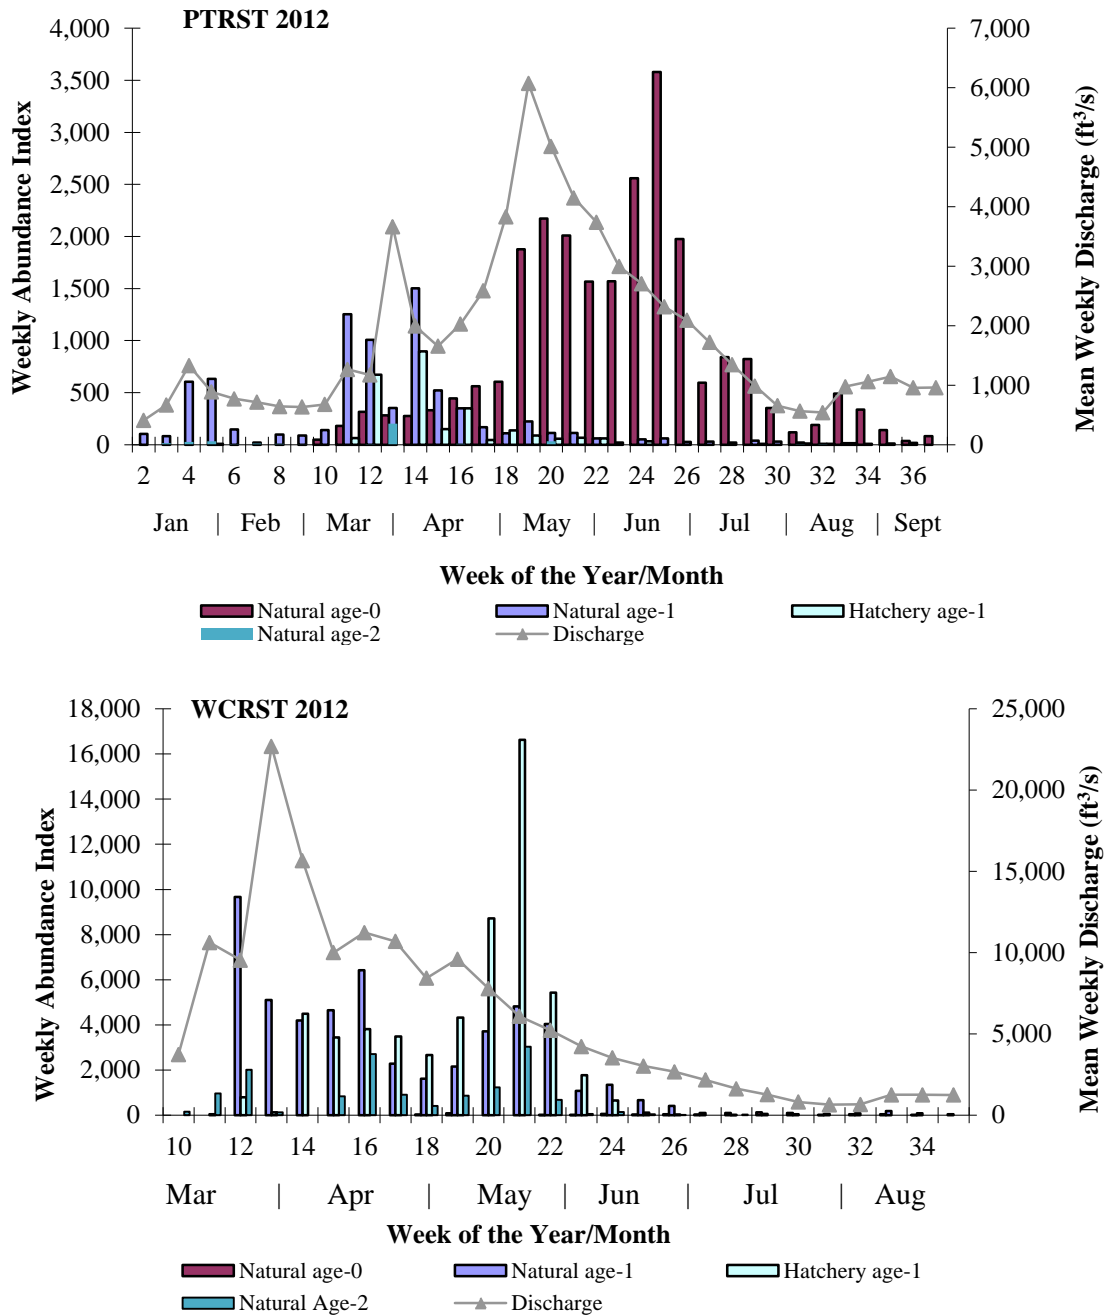 PTRST 2012
4,000
3,500
3,000
2,500
2,000
1,500
1,000
500
0
Weekly Abundance Index
7,000
6,000
5,000
4,000
3,000
2,000
1,000
0
Mean Weekly Discharge (ft³/s)
2 4 6 8 10 12 14 16 18 20 22 24 26 28 30 32 34 36
Jan | Feb | Mar | Apr | May | Jun | Jul | Aug | Sept
Week of the Year/Month
Natural age-0 Natural age-1 Hatchery age-1
Natural age-2 Discharge
WCRST 2012
18,000
16,000
14,000
12,000
10,000
8,000
6,000
4,000
2,000
0
Weekly Abundance Index
25,000
20,000
15,000
10,000
5,000
0
Mean Weekly Discharge (ft³/s)
10 12 14 16 18 20 22 24 26 28 30 32 34
Mar | Apr | May | Jun | Jul | Aug
Week of the Year/Month
Natural age-0 Natural age-1 Hatchery age-1
Natural Age-2 Discharge